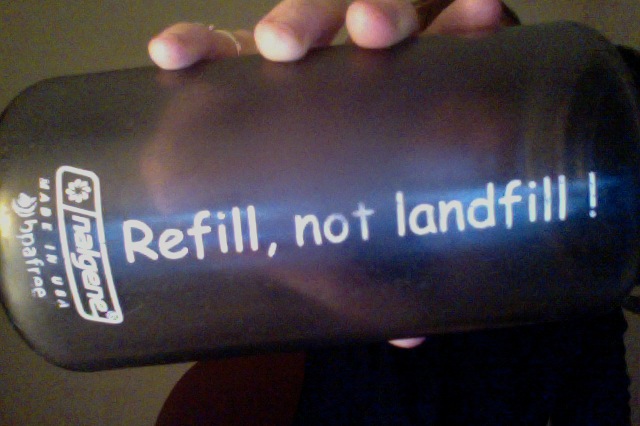 Refill, not landfill !
nalgene
MADE IN USA
bpafree